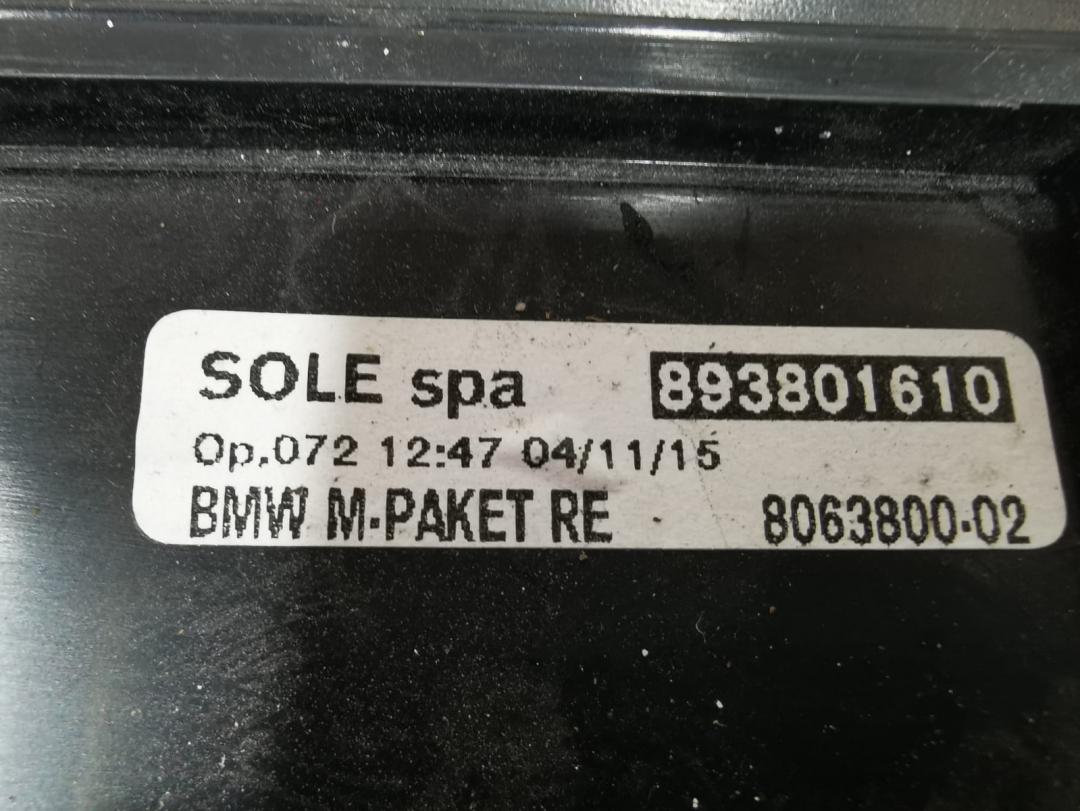 SOLE spa 893801610
Op.072 12:47 04/11/15
BMW M-PAKET RE 8063800-02